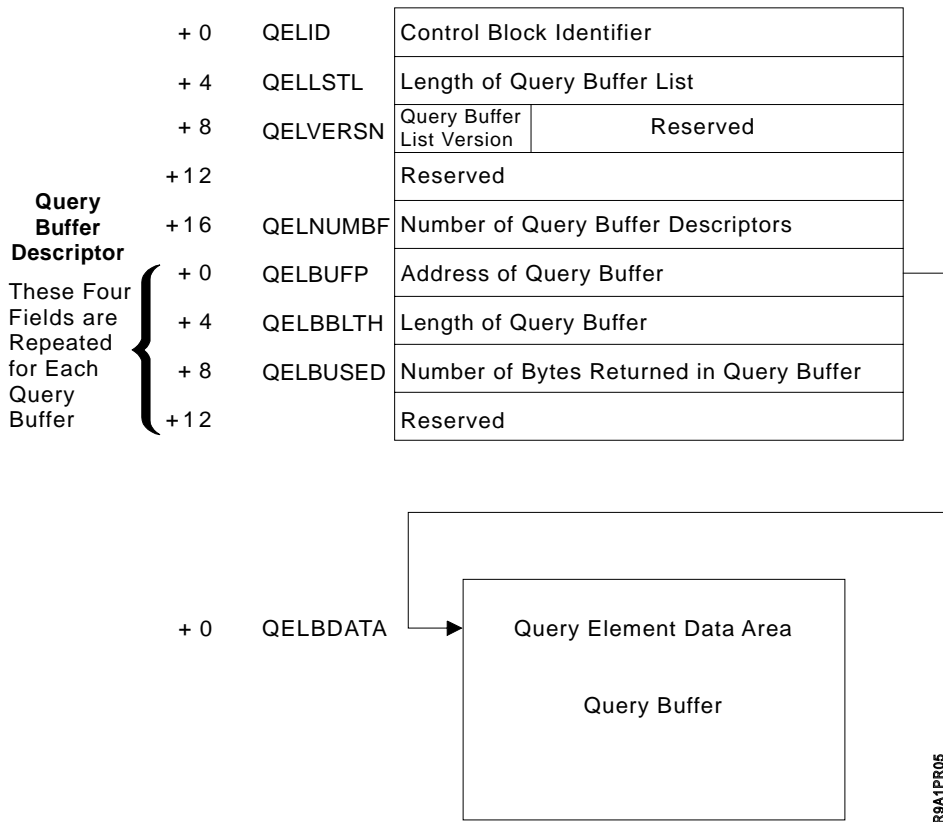 + 0 QELID Control Block Identifier
+ 4 QELLSTL Length of Query Buffer List
+ 8 QELVERSN Query Buffer List Version Reserved
+12 Reserved
Query
Buffer
Descriptor
+16 QELNUMBF Number of Query Buffer Descriptors
These Four
Fields are
Repeated
for Each
Query
Buffer
+ 0 QELBUFP Address of Query Buffer
+ 4 QELBBLTH Length of Query Buffer
+ 8 QELBUSED Number of Bytes Returned in Query Buffer
+12 Reserved
+ 0 QELBDATA Query Element Data Area
Query Buffer
R9A1PR05